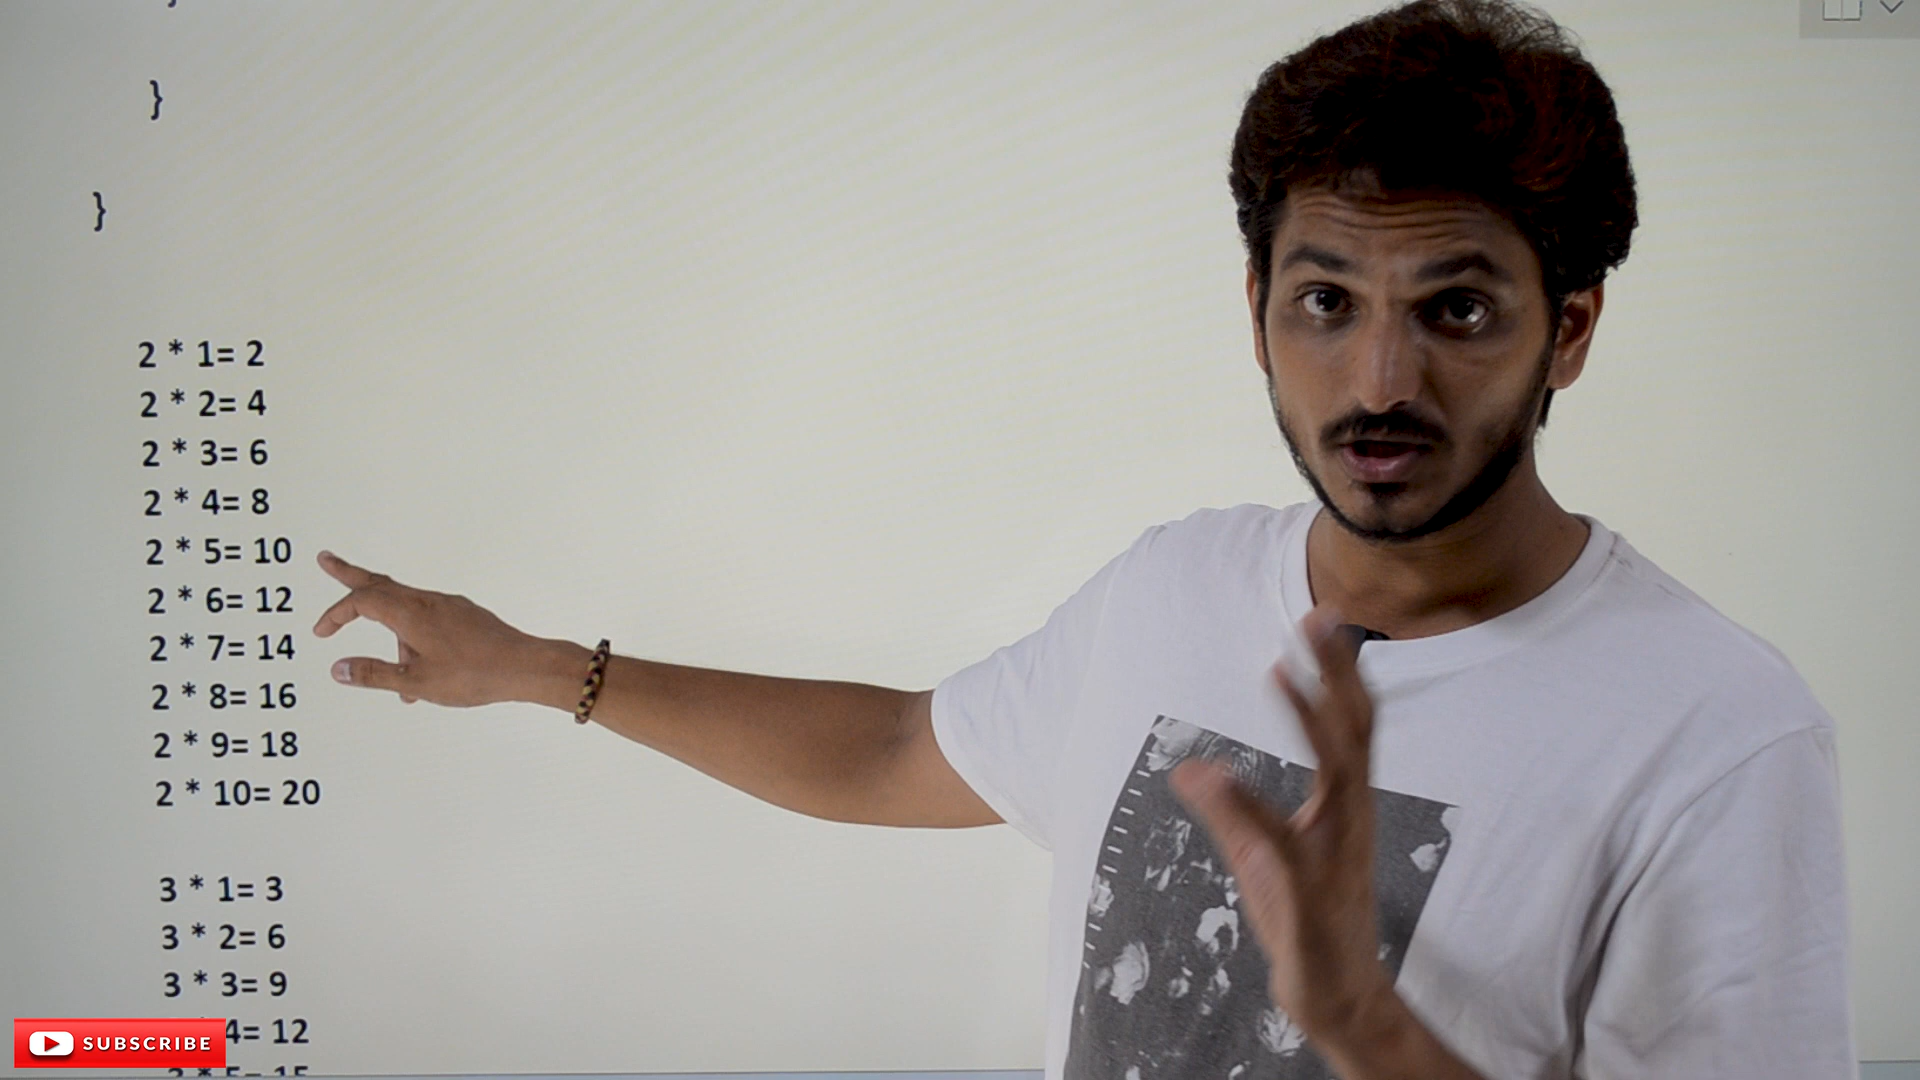 }
}
2 * 1= 2
2 * 2= 4
2 * 3= 6
2 * 4= 8
2 * 5= 10
2 * 6= 12
2 * 7= 14
2 * 8= 16
2 * 9= 18
2 * 10= 20
3 * 1= 3
3 * 2= 6
3 * 3= 9
4= 12
5= 15
SUBSCRIBE